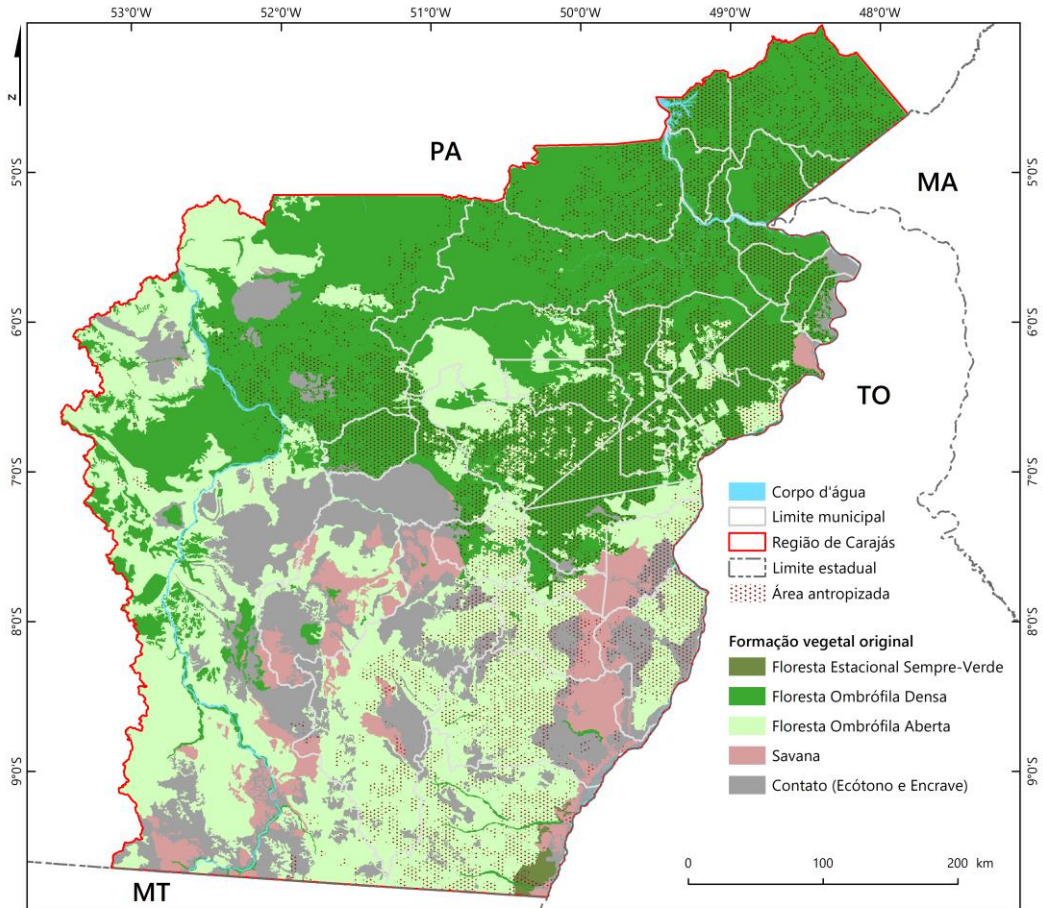 53°0'W 52°0'W 51°0'W 50°0'W 49°0'W 48°0'W
N
PA
MA
TO
MT
5°0'S 5°0'S
6°0'S 6°0'S
7°0'S 7°0'S
8°0'S 8°0'S
9°0'S 9°0'S
Corpo d'água
Limite municipal
Região de Carajás
Limite estadual
Área antropizada
Formação vegetal original
Floresta Estacional Sempre-Verde
Floresta Ombrófila Densa
Floresta Ombrófila Aberta
Savana
Contato (Ecótono e Encrave)
0 100 200 km